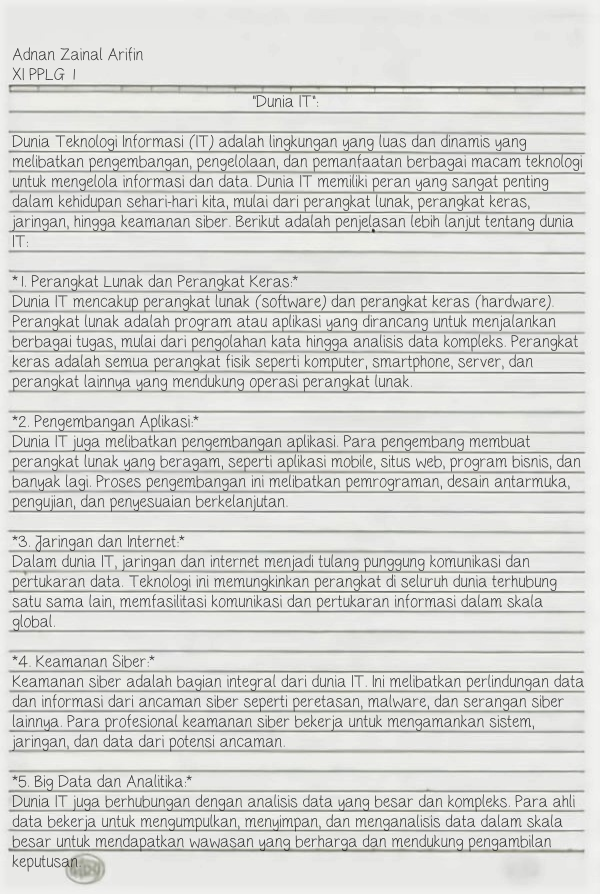 Adnan Zainal Arifin
XI PPLG 1
"Dunia IT":
Dunia Teknologi Informasi (IT) adalah lingkungan yang luas dan dinamis yang
melibatkan pengembangan, pengelolaan, dan pemanfaatan berbagai macam teknologi
untuk mengelola informasi dan data. Dunia IT memiliki peran yang sangat penting
dalam kehidupan sehari-hari kita, mulai dari perangkat lunak, perangkat keras,
jaringan, hingga keamanan siber. Berikut adalah penjelasan lebih lanjut tentang dunia
IT:
*1. Perangkat Lunak dan Perangkat Keras:*
Dunia IT mencakup perangkat lunak (software) dan perangkat keras (hardware).
Perangkat lunak adalah program atau aplikasi yang dirancang untuk menjalankan
berbagai tugas, mulai dari pengolahan kata hingga analisis data kompleks. Perangkat
keras adalah semua perangkat fisik seperti komputer, smartphone, server, dan
perangkat lainnya yang mendukung operasi perangkat lunak.
*2. Pengembangan Aplikasi:*
Dunia IT juga melibatkan pengembangan aplikasi. Para pengembang membuat
perangkat lunak yang beragam, seperti aplikasi mobile, situs web, program bisnis, dan
banyak lagi. Proses pengembangan ini melibatkan pemrograman, desain antarmuka,
pengujian, dan penyesuaian berkelanjutan.
*3. Jaringan dan Internet:*
Dalam dunia IT, jaringan dan internet menjadi tulang punggung komunikasi dan
pertukaran data. Teknologi ini memungkinkan perangkat di seluruh dunia terhubung
satu sama lain, memfasilitasi komunikasi dan pertukaran informasi dalam skala
global.
*4. Keamanan Siber:*
Keamanan siber adalah bagian integral dari dunia IT. Ini melibatkan perlindungan data
dan informasi dari ancaman siber seperti peretasan, malware, dan serangan siber
lainnya. Para profesional keamanan siber bekerja untuk mengamankan sistem,
jaringan, dan data dari potensi ancaman.
*5. Big Data dan Analitika:*
Dunia IT juga berhubungan dengan analisis data yang besar dan kompleks. Para ahli
data bekerja untuk mengumpulkan, menyimpan, dan menganalisis data dalam skala
besar untuk mendapatkan wawasan yang berharga dan mendukung pengambilan
keputusan